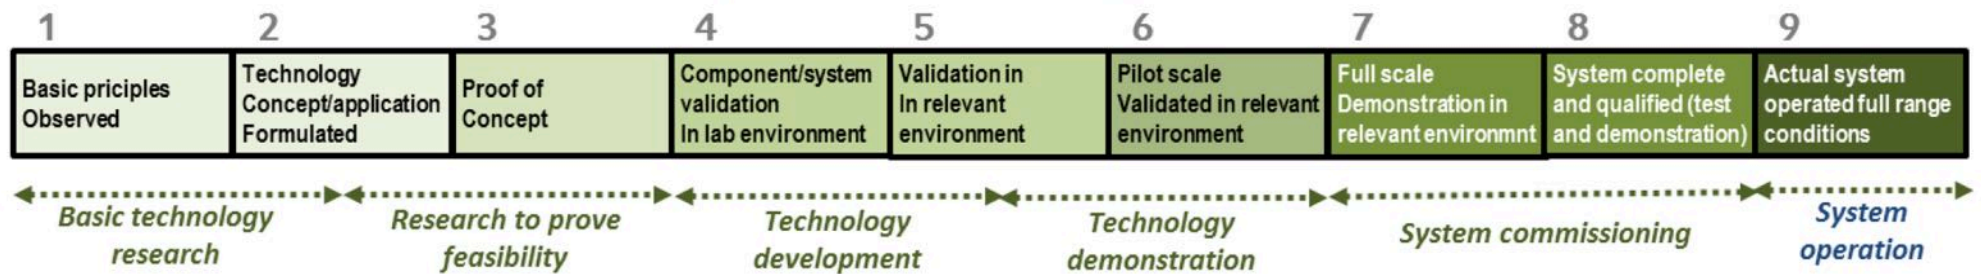 1
2
3
4
5
6
7
8
9
Basic priciples
Observed
Technology
Concept/application
Formulated
Proof of
Concept
Component/system
validation
In lab environment
Validation in
In relevant
environment
Pilot scale
Validated in relevant
environment
Full scale
Demonstration in
relevant environmnt
System complete
and qualified (test
and demonstration)
Actual system
operated full range
conditions
Basic technology
research
Research to prove
feasibility
Technology
development
Technology
demonstration
System commissioning
System
operation